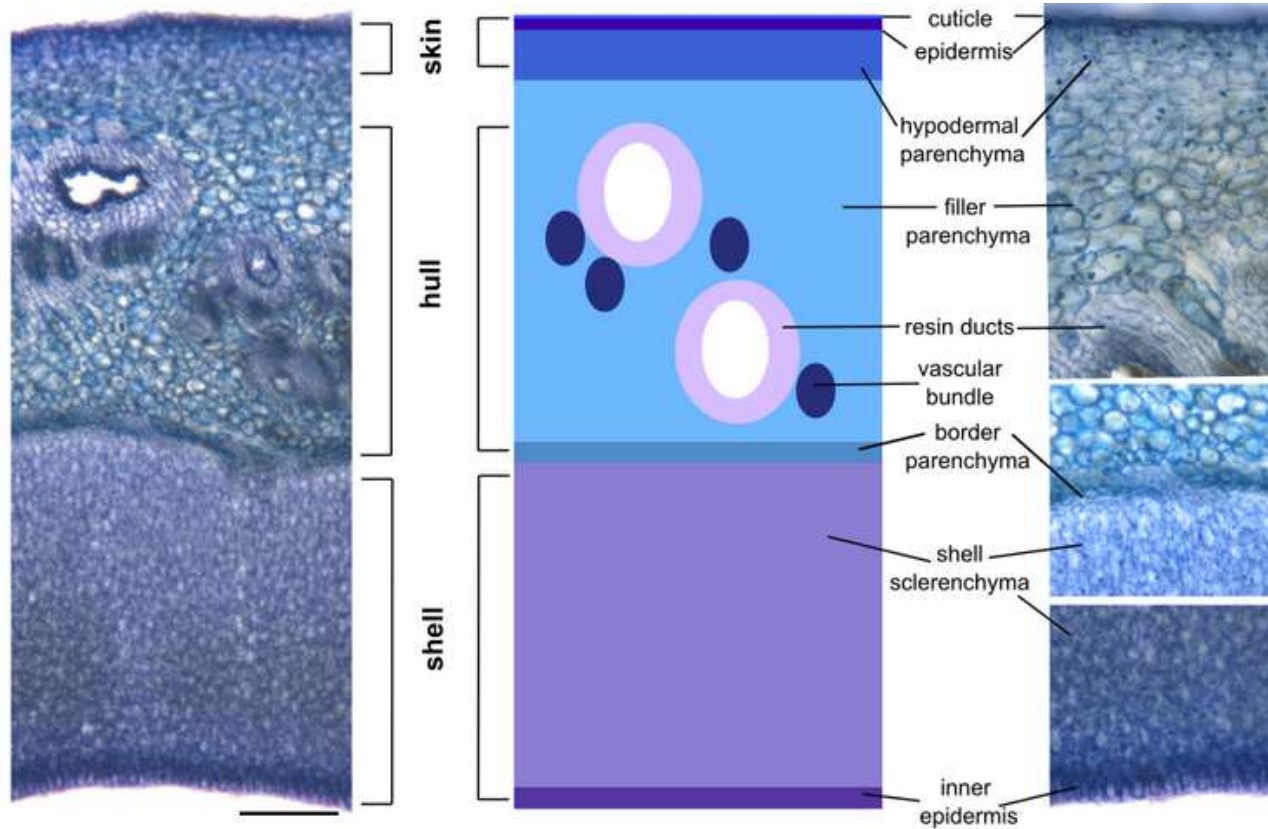 skin
hull
shell
cuticle
epidermis
hypodermal
parenchyma
filler
parenchyma
resin ducts
vascular
bundle
border
parenchyma
shell
sclerenchyma
inner
epidermis